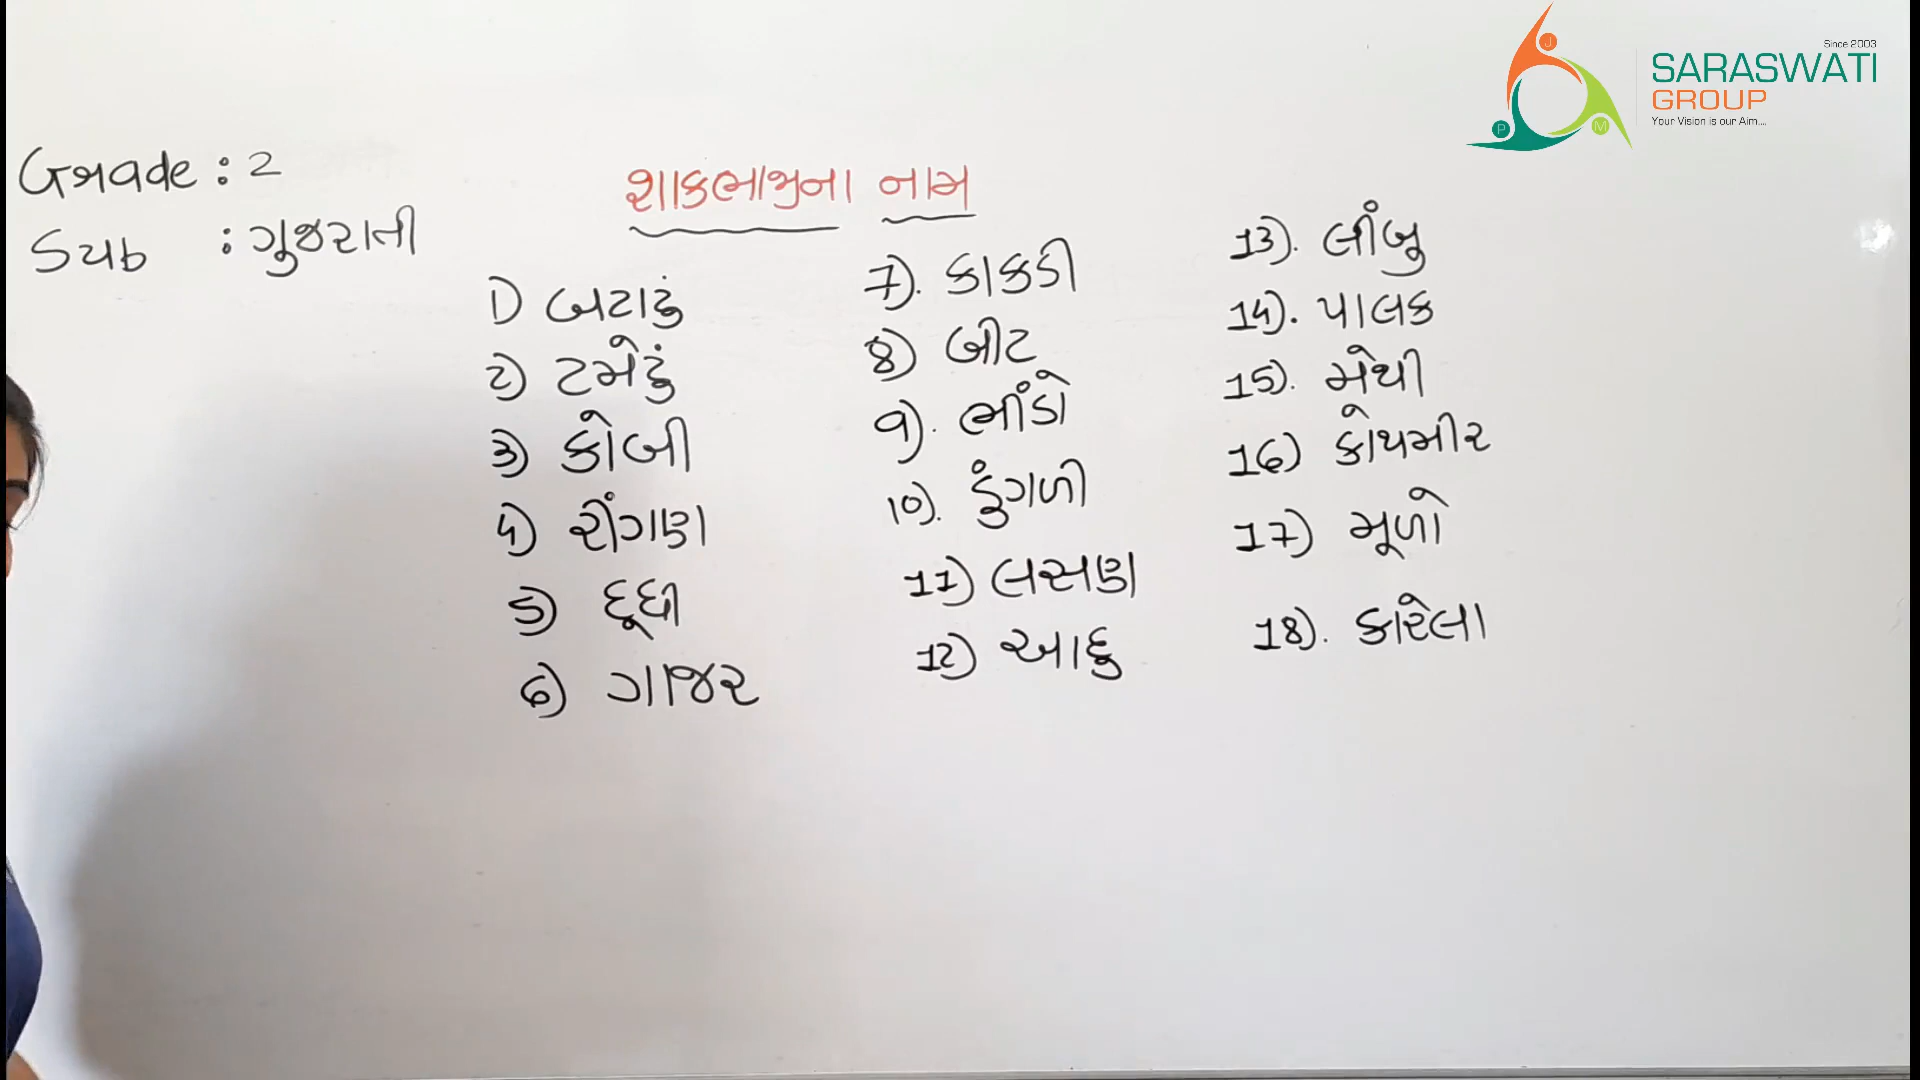 Since 2003
SARASWATI
GROUP
Your Vision is our Aim....
J
P
M
Grade : 2
Sub : ગુજરાતી
શાકભાજીના નામ
1) બટાટું
2) ટમેટું
3) કોબી
4) રીંગણ
5) દૂધી
6) ગાજર
7). કાકડી
8) બીટ
9). ભીંડો
10). ડુંગળી
11) લસણ
12) આદુ
13). લીંબુ
14). પાલક
15). મેથી
16) કોથમીર
17) મૂળો
18). કારેલા